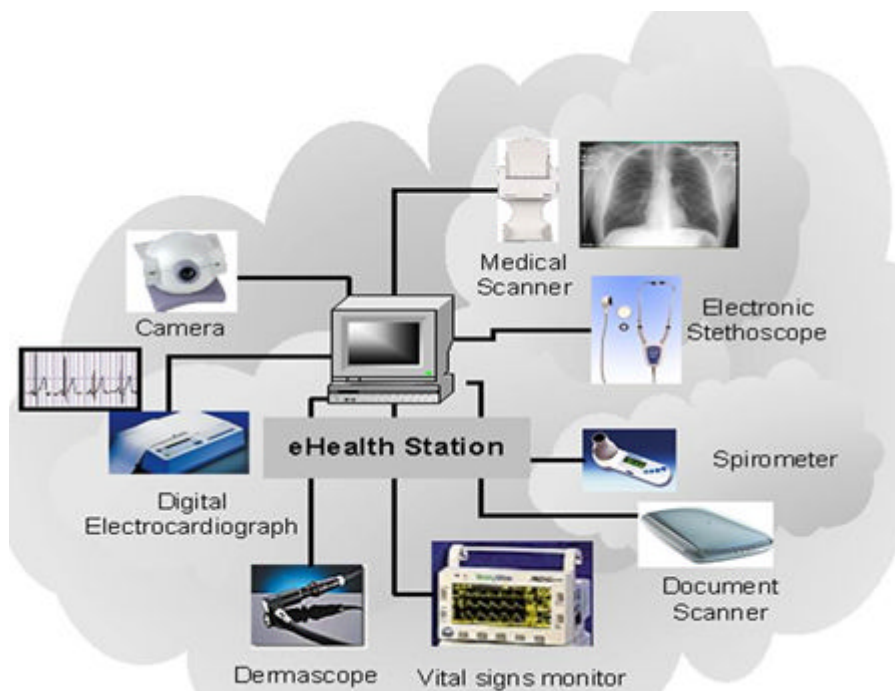 Medical
Scanner
Camera
Electronic
Stethoscope
eHealth Station
Spirometer
Digital
Electrocardiograph
Document
Scanner
Dermascope
Vital signs monitor